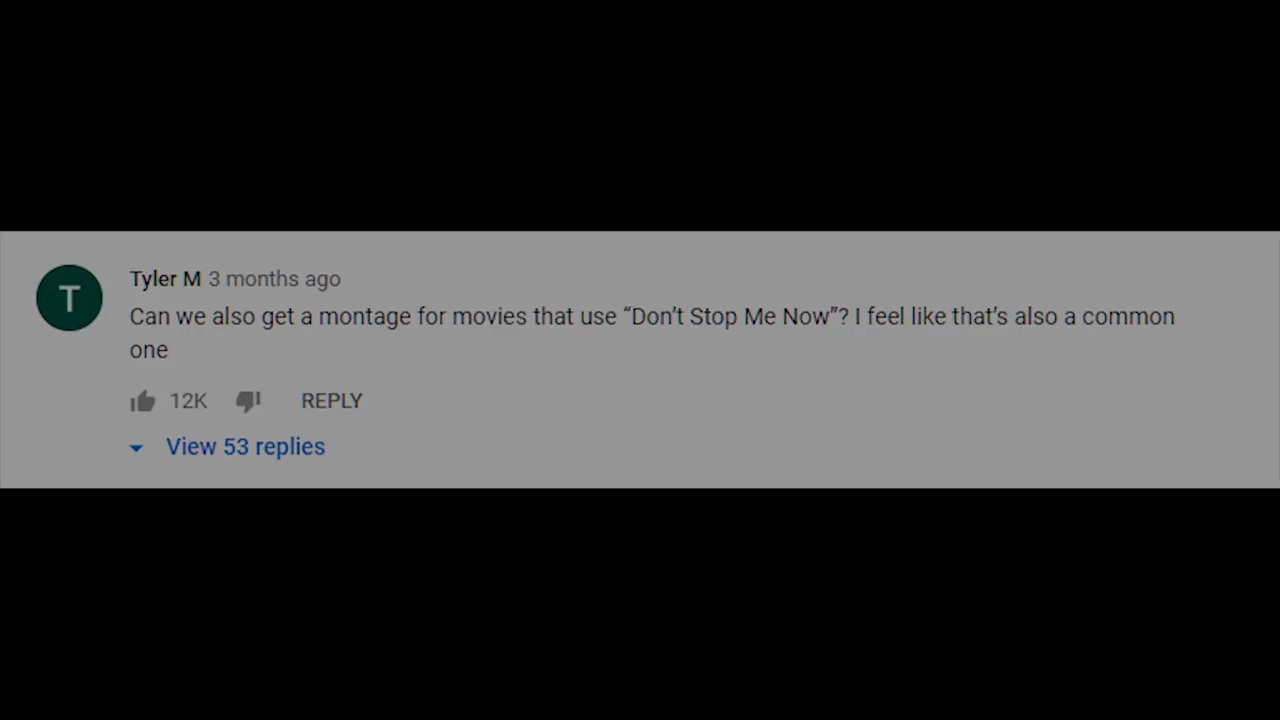 T
Tyler M 3 months ago
Can we also get a montage for movies that use “Don’t Stop Me Now”? I feel like that’s also a common
one
12K REPLY
View 53 replies